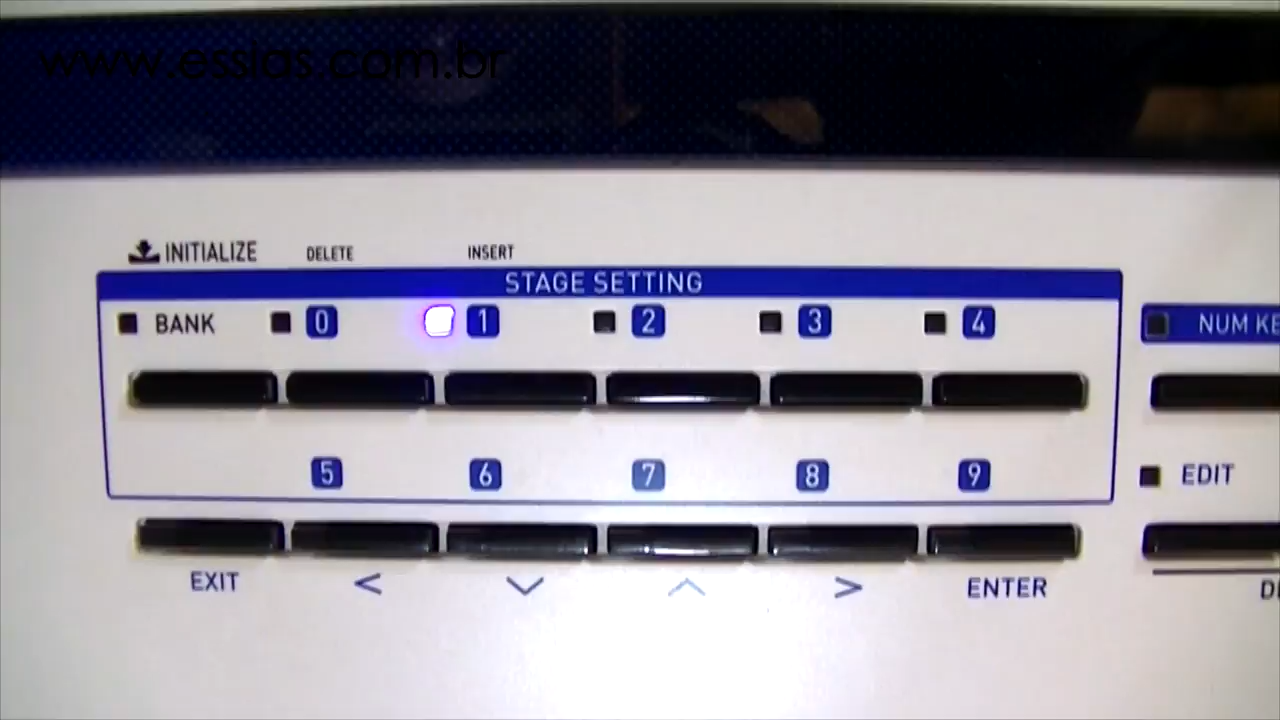 www.essias.com.br
INITIALIZE DELETE INSERT
STAGE SETTING
BANK 0 1 2 3 4 NUM
5 6 7 8 9 EDIT
EXIT < ∨ ∧ > ENTER